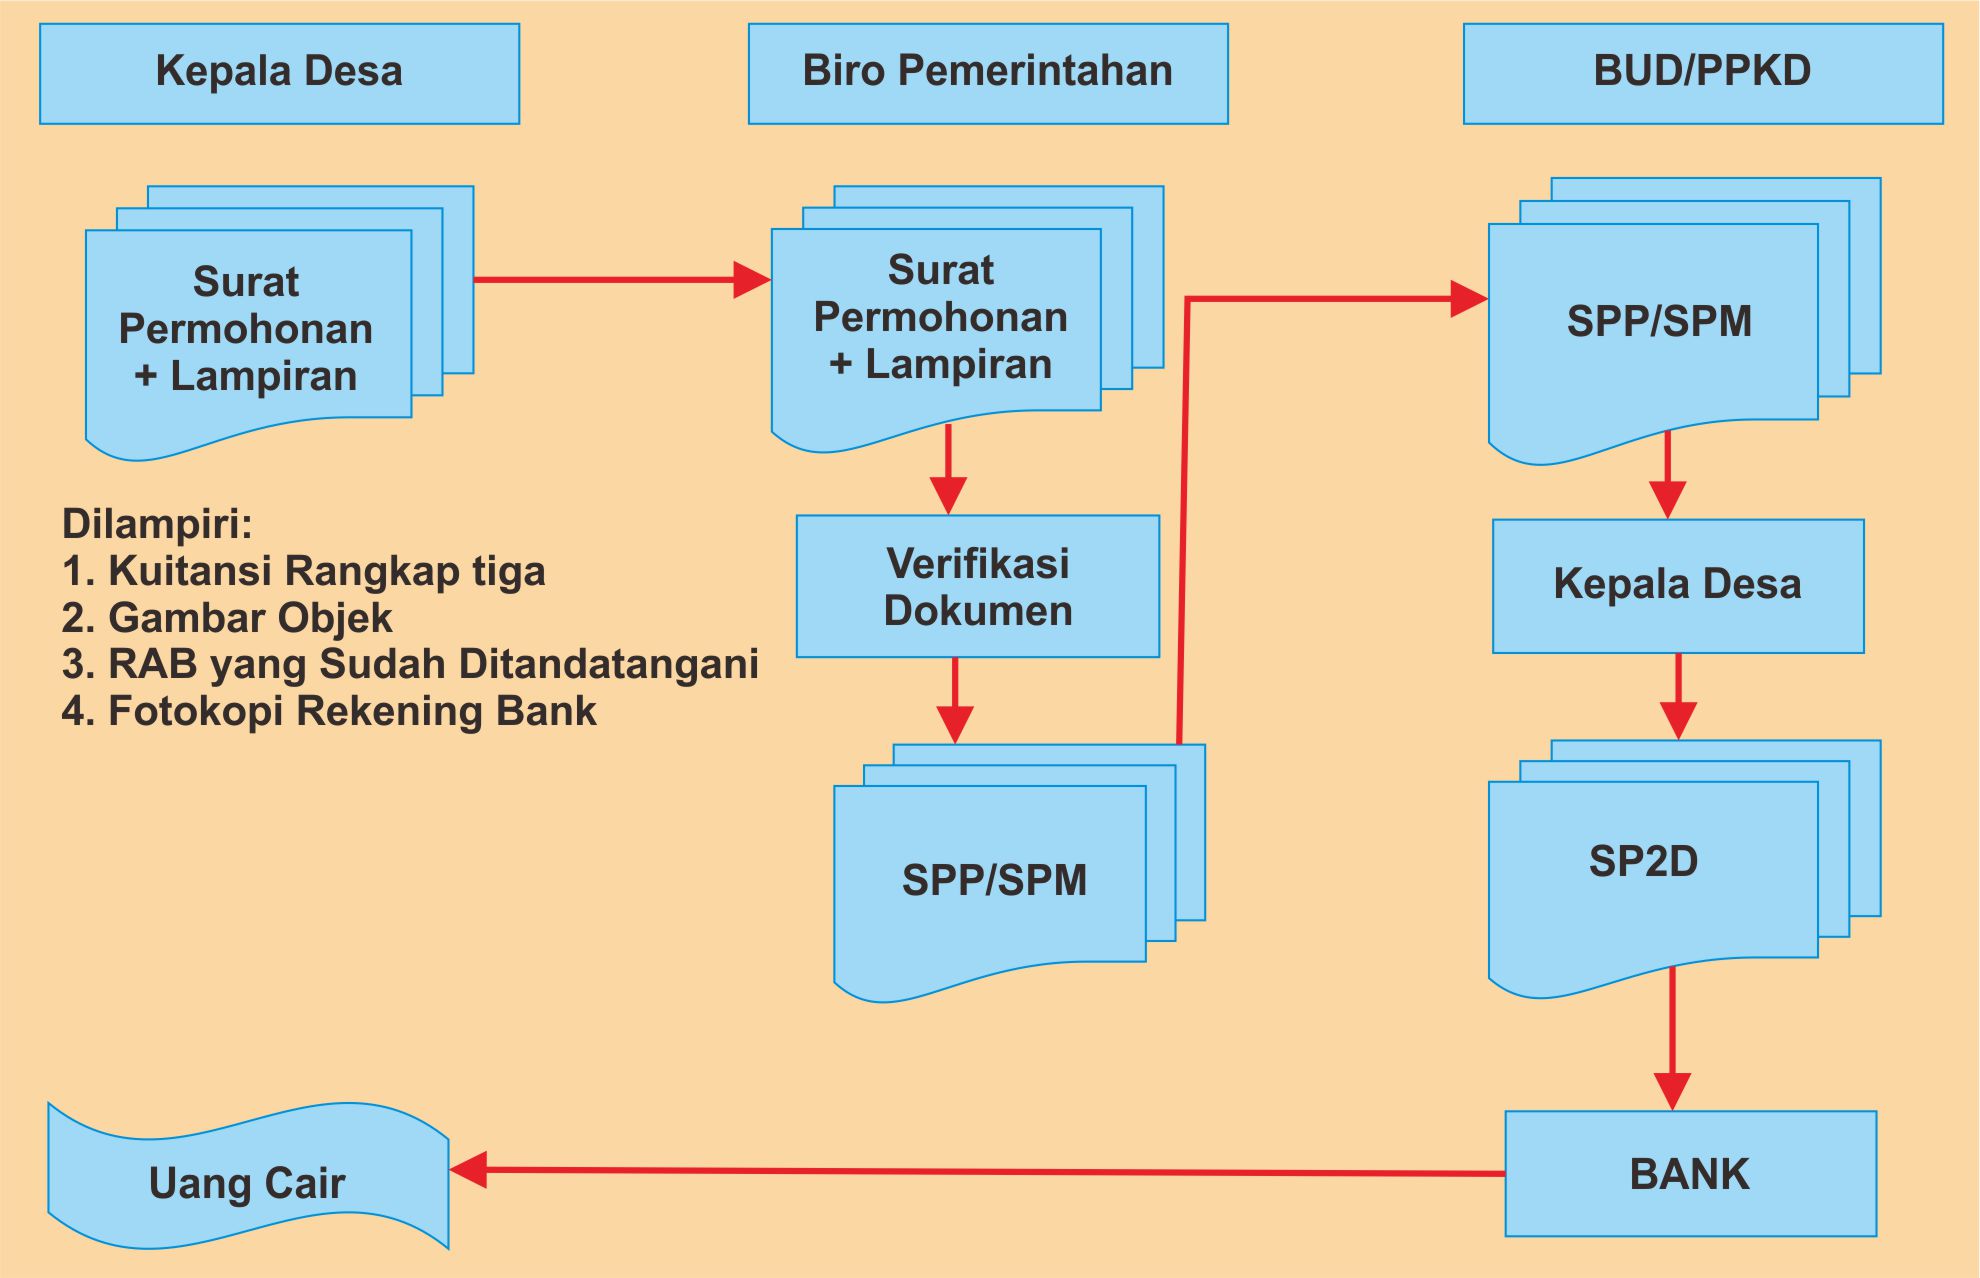 Kepala Desa
Biro Pemerintahan
BUD/PPKD
Surat
Permohonan
+ Lampiran
Surat
Permohonan
+ Lampiran
SPP/SPM
Dilampiri:
1. Kuitansi Rangkap tiga
2. Gambar Objek
3. RAB yang Sudah Ditandatangani
4. Fotokopi Rekening Bank
Verifikasi
Dokumen
Kepala Desa
SPP/SPM
SP2D
Uang Cair
BANK